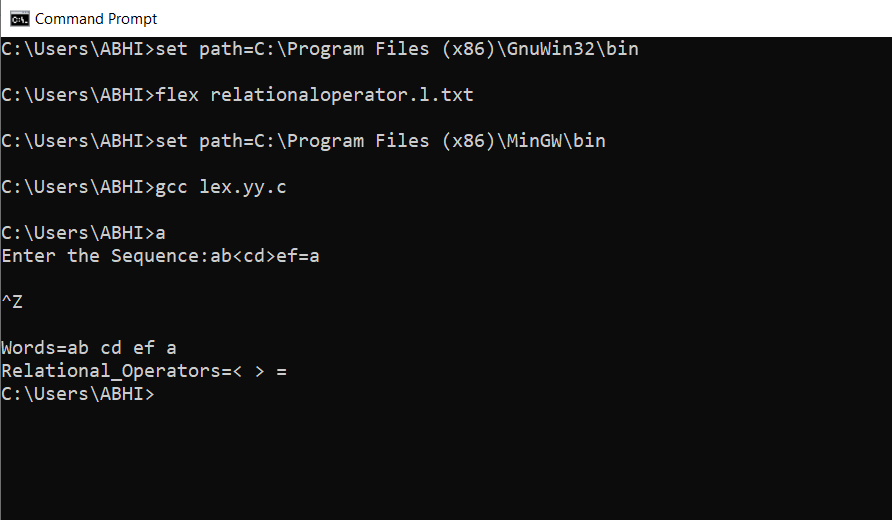 Command Prompt
C:\Users\ABHI>set path=C:\Program Files (x86)\GnuWin32\bin
C:\Users\ABHI>flex relationaloperator.l.txt
C:\Users\ABHI>set path=C:\Program Files (x86)\MinGW\bin
C:\Users\ABHI>gcc lex.yy.c
C:\Users\ABHI>a
Enter the Sequence:ab<cd>ef=a
^Z
Words=ab cd ef a
Relational_Operators=< > =
C:\Users\ABHI>